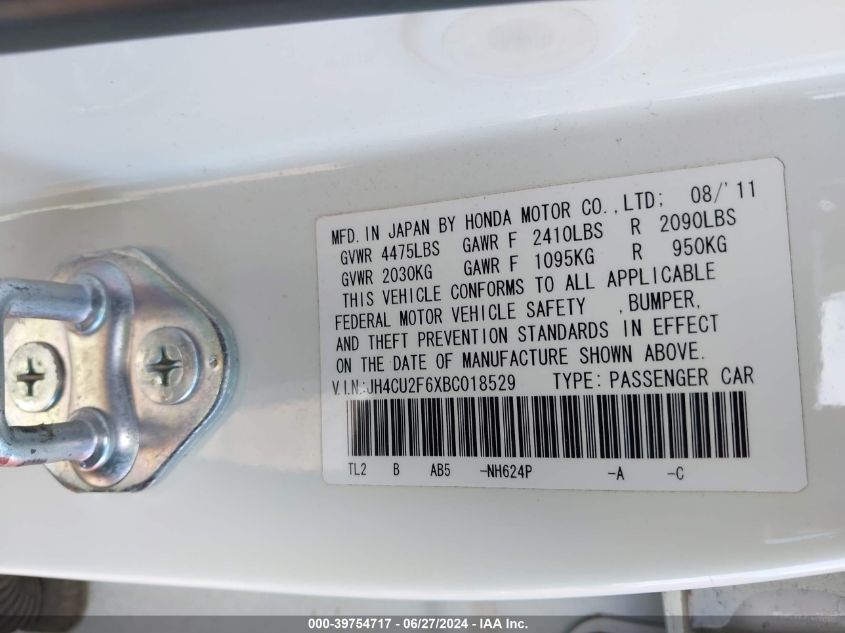 MFD. IN JAPAN BY HONDA MOTOR CO.,LTD; 08/'11
GVWR 4475LBS GAWR F 2410LBS R 2090LBS
GVWR 2030KG GAWR F 1095KG R 950KG
THIS VEHICLE CONFORMS TO ALL APPLICABLE
FEDERAL MOTOR VEHICLE SAFETY ,BUMPER,
AND THEFT PREVENTION STANDARDS IN EFFECT
ON THE DATE OF MANUFACTURE SHOWN ABOVE.
V.I.N.:JH4CU2F6XBC018529 TYPE: PASSENGER CAR
TL2 B AB5 -NH624P -A -C
000-39754717 - 06/27/2024 - IAA Inc.